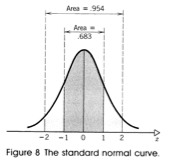 Area = .954
Area =
.683
-2 -1 0 1 2 z
Figure 8 The standard normal curve.